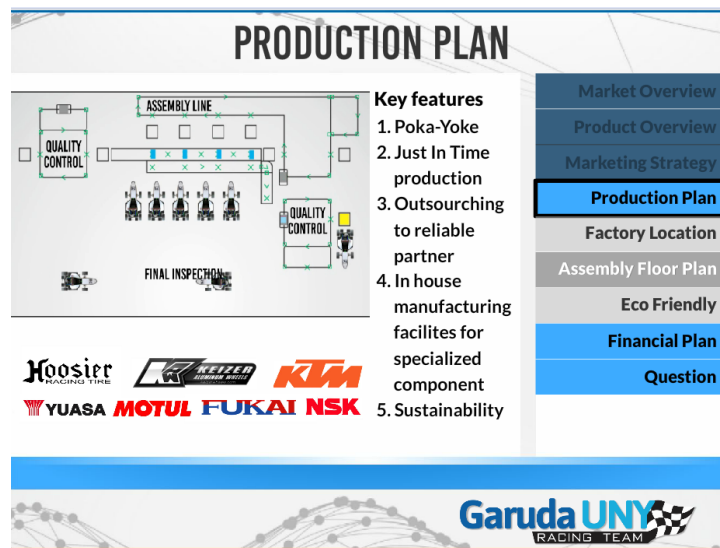 PRODUCTION PLAN
ASSEMBLY LINE
QUALITY
CONTROL
QUALITY
CONTROL
FINAL INSPECTION
Hoosier
RACING TIRE
KEIZER
ALUMINUM WHEELS
KTM
YUASA
MOTUL
FUKAI
NSK
Key features
1. Poka-Yoke
2. Just In Time
production
3. Outsourching
to reliable
partner
4. In house
manufacturing
facilites for
specialized
component
5. Sustainability
Market Overview
Product Overview
Marketing Strategy
Production Plan
Factory Location
Assembly Floor Plan
Eco Friendly
Financial Plan
Question
Garuda UNY
RACING TEAM